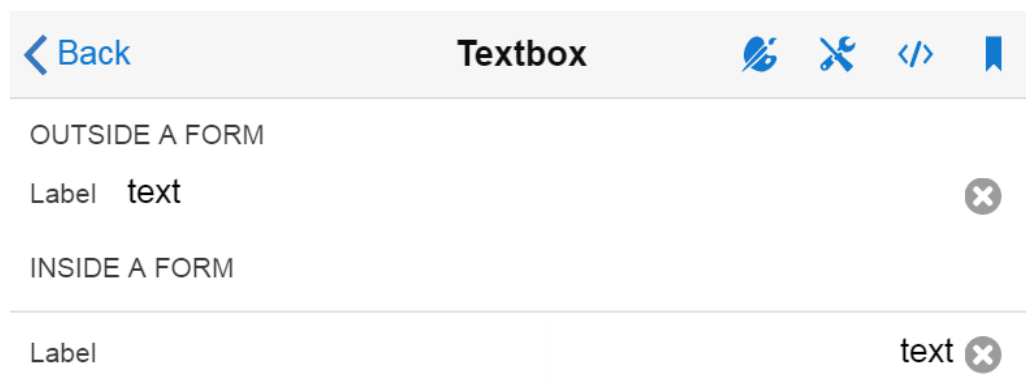 Back Textbox </>
OUTSIDE A FORM
Label text
INSIDE A FORM
Label text